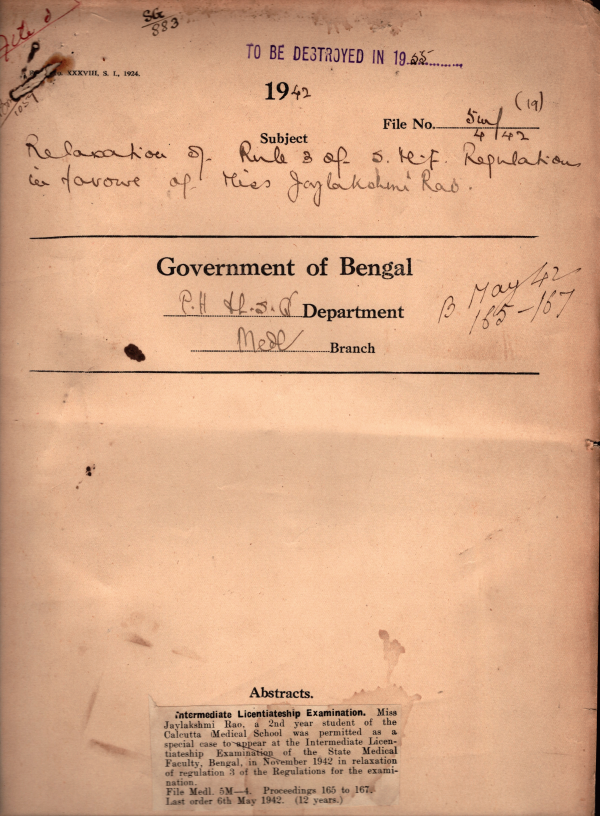 SG
883
TO BE DESTROYED IN 1955
XXXVIII, S. I., 1924.
1942
(19)
File No. 5M/4/42
Subject
Relaxation of Rule 3 of S.M.F. Regulations
in favour of Miss Jaylakshmi Rao.
Government of Bengal
P.H & L.S.G Department
B May 42
165-167
Medl Branch
Abstracts.
Intermediate Licentiateship Examination. Miss
Jaylakshmi Rao, a 2nd year student of the
Calcutta Medical School was permitted as a
special case to appear at the Intermediate Licen-
tiateship Examination of the State Medical
Faculty, Bengal, in November 1942 in relaxation
of regulation 3 of the Regulations for the exami-
nation.
File Medl. 5M—4. Proceedings 165 to 167.
Last order 6th May 1942. (12 years.)